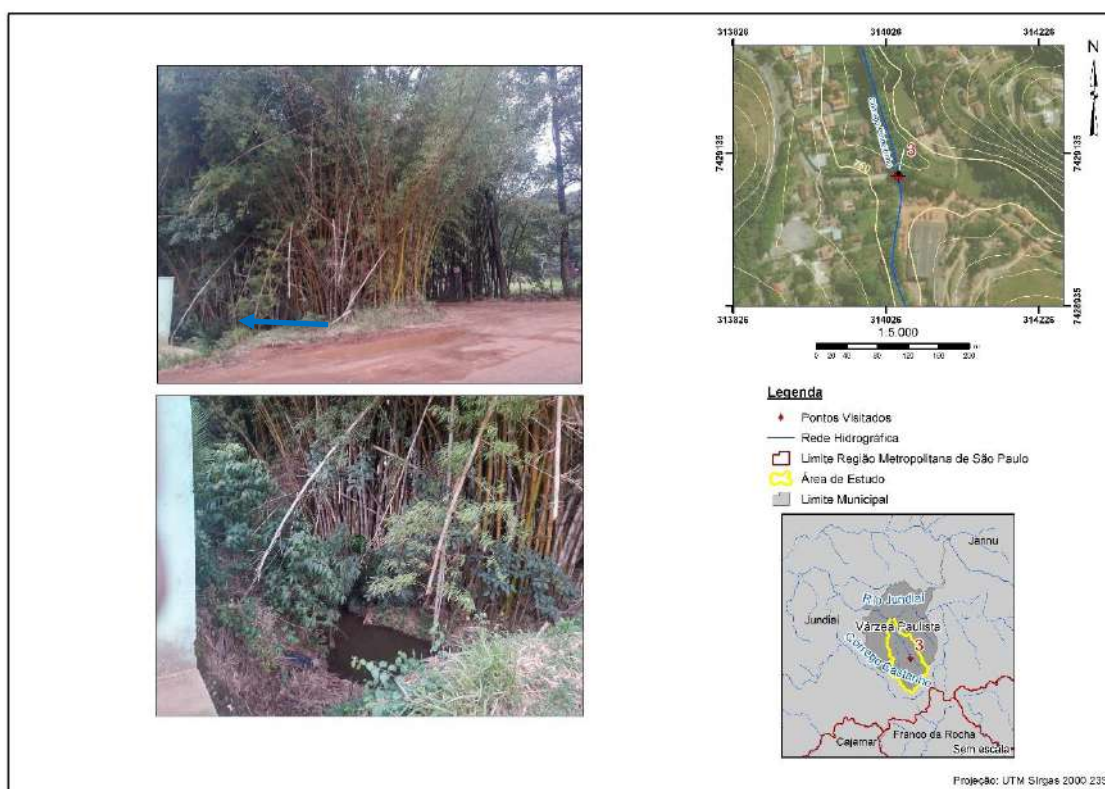 313826
314026
314226
N
7429135
7429135
3
7428935
7428935
313826
314026
314226
1:5.000
0 20 40 80 120 160 200
Legenda
Pontos Visitados
Rede Hidrográfica
Limite Região Metropolitana de São Paulo
Área de Estudo
Limite Municipal
Jarinu
Rio Jundiaí
Jundiaí
Várzea Paulista
3
Córrego
Cajamar
Franco da Rocha
Sem escala
Projeção: UTM Sirgas 2000 23S